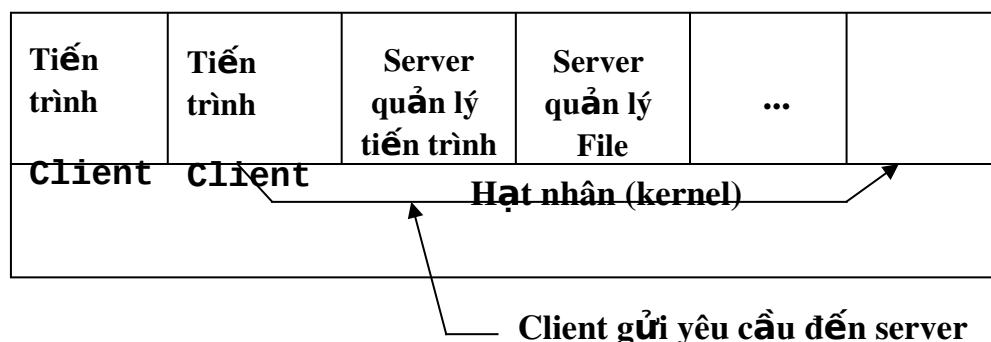 Tiến
trình
Client
Tiến
trình
Client
Server
quản lý
tiến trình
Server
quản lý
File
...
Hạt nhân (kernel)
Client gửi yêu cầu đến server